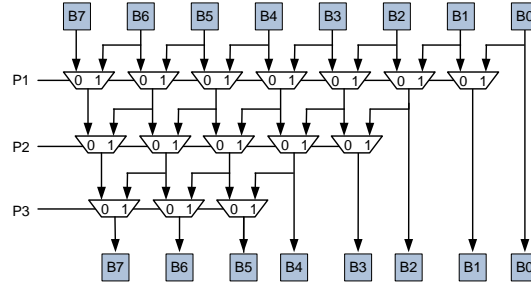 B7 B6 B5 B4 B3 B2 B1 B0
P1 0 1 0 1 0 1 0 1 0 1 0 1 0 1
P2 0 1 0 1 0 1 0 1 0 1
P3 0 1 0 1 0 1
B7 B6 B5 B4 B3 B2 B1 B0